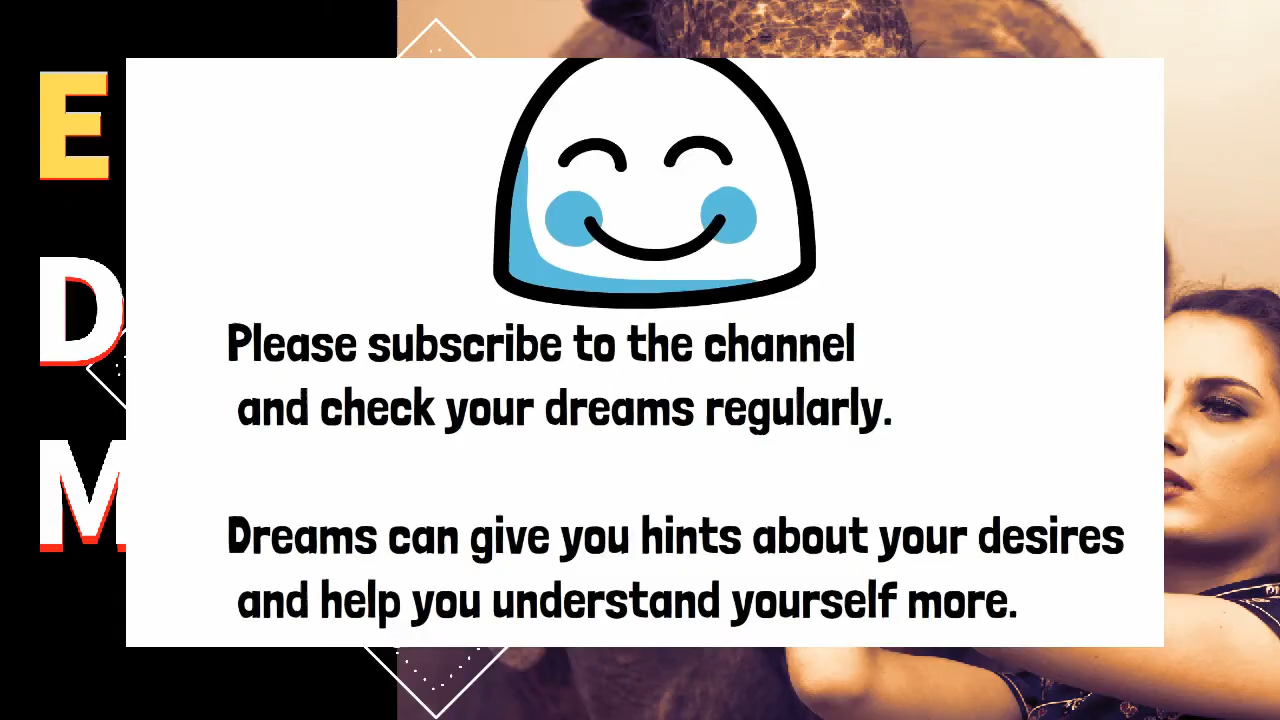 E
D
M
Please subscribe to the channel
and check your dreams regularly.
Dreams can give you hints about your desires
and help you understand yourself more.